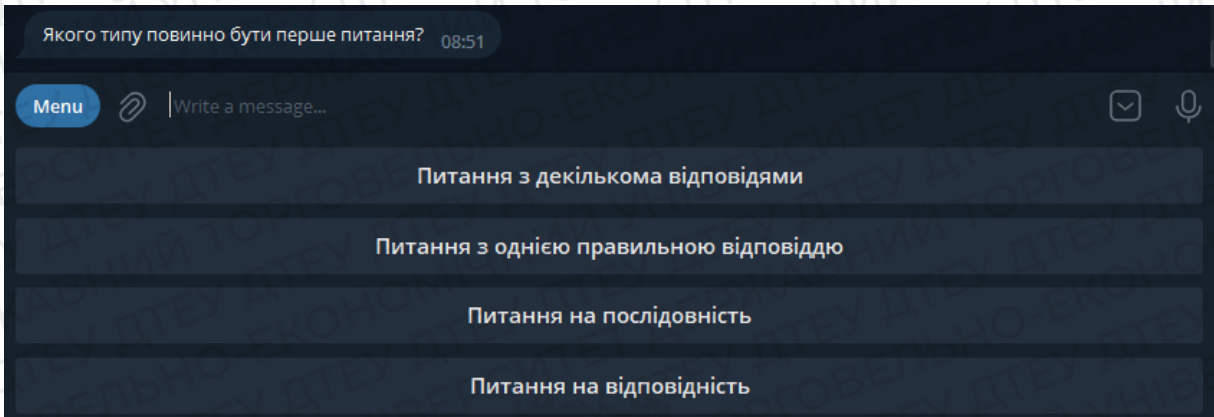 Якого типу повинно бути перше питання? 08:51
Menu Write a message...
Питання з декількома відповідями
Питання з однією правильною відповіддю
Питання на послідовність
Питання на відповідність